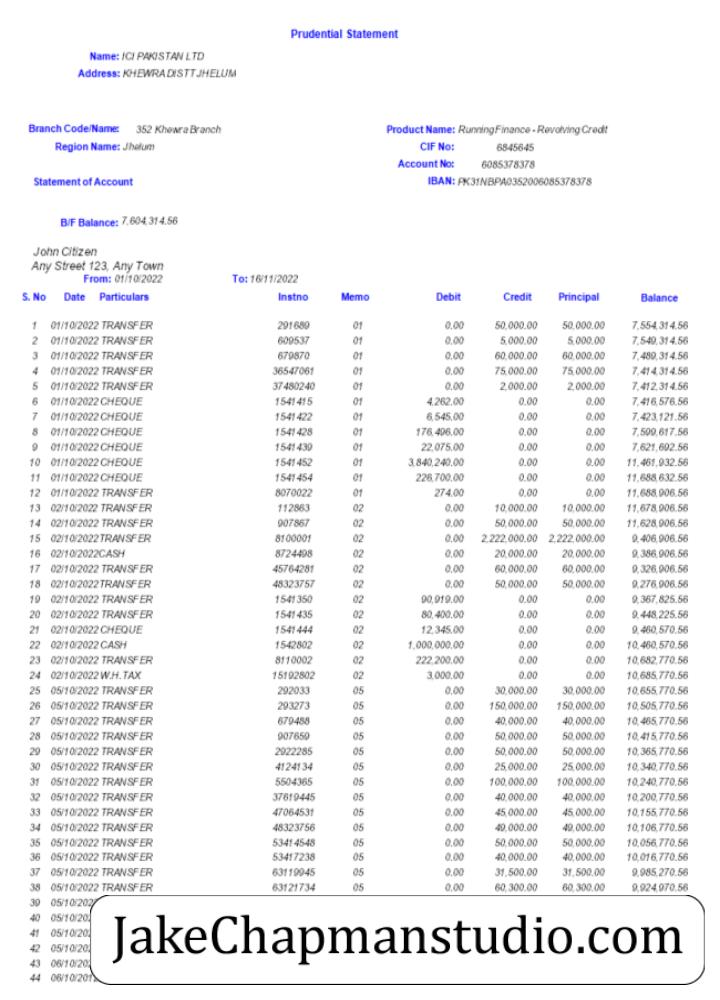 Prudential Statement
Name: ICI PAKISTAN LTD
Address: KHEWRA DISTT JHELUM
Branch Code/Name: 352 Khewra Branch
Product Name: Running Finance - Revolving Credit
Region Name: Jhelum
CIF No: 6845645
Account No: 6085378378
Statement of Account
IBAN: PK31NBPA0352006085378378
B/F Balance: 7,604,314.56
John Citizen
Any Street 123, Any Town
From: 01/10/2022 To: 16/11/2022
S. No Date Particulars Instno Memo Debit Credit Principal Balance
1 01/10/2022 TRANSFER 291689 01 0.00 50,000.00 50,000.00 7,554,314.56
2 01/10/2022 TRANSFER 609537 01 0.00 5,000.00 5,000.00 7,549,314.56
3 01/10/2022 TRANSFER 679870 01 0.00 60,000.00 60,000.00 7,489,314.56
4 01/10/2022 TRANSFER 36547061 01 0.00 75,000.00 75,000.00 7,414,314.56
5 01/10/2022 TRANSFER 37480240 01 0.00 2,000.00 2,000.00 7,412,314.56
6 01/10/2022 CHEQUE 1541415 01 4,262.00 0.00 0.00 7,416,576.56
7 01/10/2022 CHEQUE 1541422 01 6,545.00 0.00 0.00 7,423,121.56
8 01/10/2022 CHEQUE 1541428 01 176,496.00 0.00 0.00 7,599,617.56
9 01/10/2022 CHEQUE 1541439 01 22,075.00 0.00 0.00 7,621,692.56
10 01/10/2022 CHEQUE 1541452 01 3,840,240.00 0.00 0.00 11,461,932.56
11 01/10/2022 CHEQUE 1541454 01 226,700.00 0.00 0.00 11,688,632.56
12 01/10/2022 TRANSFER 8070022 01 274.00 0.00 0.00 11,688,906.56
13 02/10/2022 TRANSFER 112863 02 0.00 10,000.00 10,000.00 11,678,906.56
14 02/10/2022 TRANSFER 907867 02 0.00 50,000.00 50,000.00 11,628,906.56
15 02/10/2022 TRANSFER 8100001 02 0.00 2,222,000.00 2,222,000.00 9,406,906.56
16 02/10/2022 CASH 8724498 02 0.00 20,000.00 20,000.00 9,386,906.56
17 02/10/2022 TRANSFER 45764281 02 0.00 60,000.00 60,000.00 9,326,906.56
18 02/10/2022 TRANSFER 48323757 02 0.00 50,000.00 50,000.00 9,276,906.56
19 02/10/2022 TRANSFER 1541350 02 90,919.00 0.00 0.00 9,367,825.56
20 02/10/2022 TRANSFER 1541435 02 80,400.00 0.00 0.00 9,448,225.56
21 02/10/2022 CHEQUE 1541444 02 12,345.00 0.00 0.00 9,460,570.56
22 02/10/2022 CASH 1542802 02 1,000,000.00 0.00 0.00 10,460,570.56
23 02/10/2022 TRANSFER 8110002 02 222,200.00 0.00 0.00 10,682,770.56
24 02/10/2022 W.H.TAX 15192802 02 3,000.00 0.00 0.00 10,685,770.56
25 05/10/2022 TRANSFER 292033 05 0.00 30,000.00 30,000.00 10,655,770.56
26 05/10/2022 TRANSFER 293273 05 0.00 150,000.00 150,000.00 10,505,770.56
27 05/10/2022 TRANSFER 679488 05 0.00 40,000.00 40,000.00 10,465,770.56
28 05/10/2022 TRANSFER 907659 05 0.00 50,000.00 50,000.00 10,415,770.56
29 05/10/2022 TRANSFER 2922285 05 0.00 50,000.00 50,000.00 10,365,770.56
30 05/10/2022 TRANSFER 4124134 05 0.00 25,000.00 25,000.00 10,340,770.56
31 05/10/2022 TRANSFER 5504365 05 0.00 100,000.00 100,000.00 10,240,770.56
32 05/10/2022 TRANSFER 37619445 05 0.00 40,000.00 40,000.00 10,200,770.56
33 05/10/2022 TRANSFER 47064531 05 0.00 45,000.00 45,000.00 10,155,770.56
34 05/10/2022 TRANSFER 48323756 05 0.00 49,000.00 49,000.00 10,106,770.56
35 05/10/2022 TRANSFER 53414548 05 0.00 50,000.00 50,000.00 10,056,770.56
36 05/10/2022 TRANSFER 53417238 05 0.00 40,000.00 40,000.00 10,016,770.56
37 05/10/2022 TRANSFER 63119945 05 0.00 31,500.00 31,500.00 9,985,270.56
38 05/10/2022 TRANSFER 63121734 05 0.00 60,300.00 60,300.00 9,924,970.56
39
40
41
42
43
44
JakeChapmanstudio.com